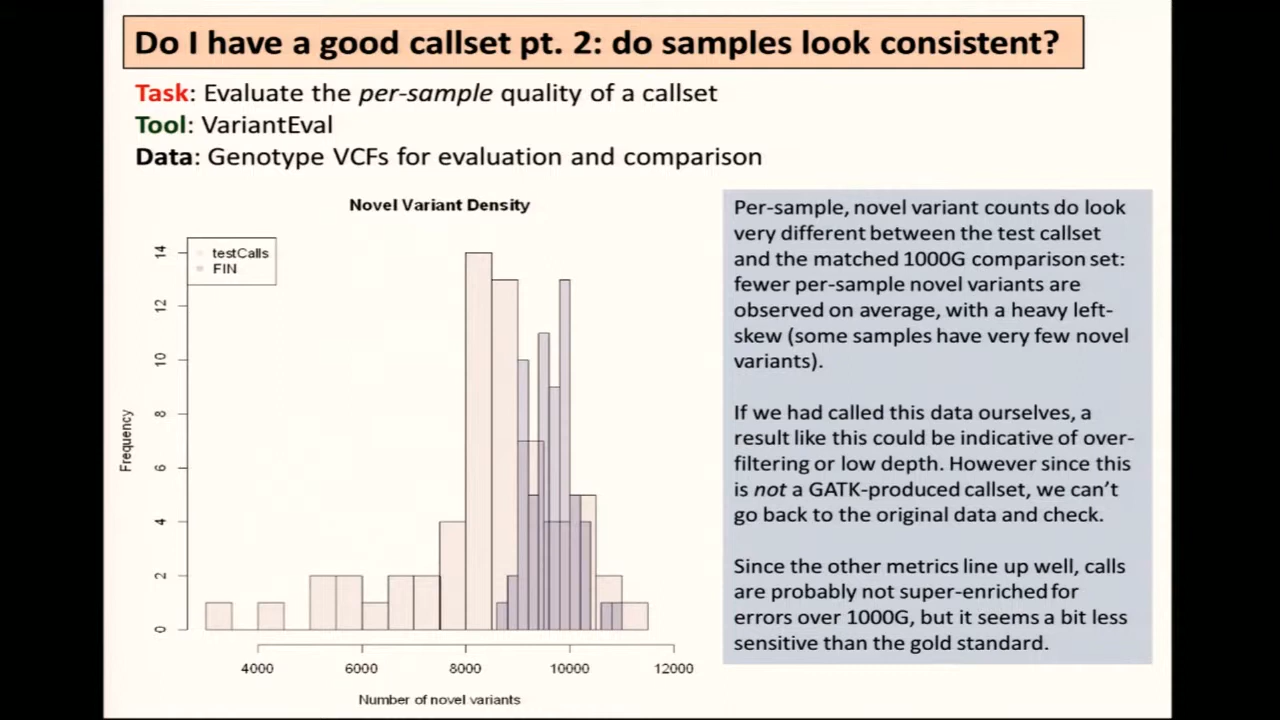 Do I have a good callset pt. 2: do samples look consistent?
Task: Evaluate the per-sample quality of a callset
Tool: VariantEval
Data: Genotype VCFs for evaluation and comparison
Novel Variant Density
testCalls
FIN
14
12
10
8
6
4
2
0
Frequency
4000 6000 8000 10000 12000
Number of novel variants
Per-sample, novel variant counts do look
very different between the test callset
and the matched 1000G comparison set:
fewer per-sample novel variants are
observed on average, with a heavy left-
skew (some samples have very few novel
variants).
If we had called this data ourselves, a
result like this could be indicative of over-
filtering or low depth. However since this
is not a GATK-produced callset, we can't
go back to the original data and check.
Since the other metrics line up well, calls
are probably not super-enriched for
errors over 1000G, but it seems a bit less
sensitive than the gold standard.